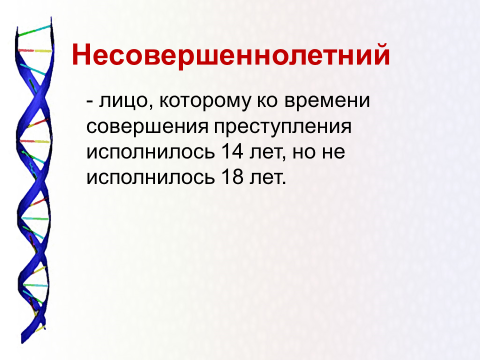 Несовершеннолетний
- лицо, которому ко времени
совершения преступления
исполнилось 14 лет, но не
исполнилось 18 лет.